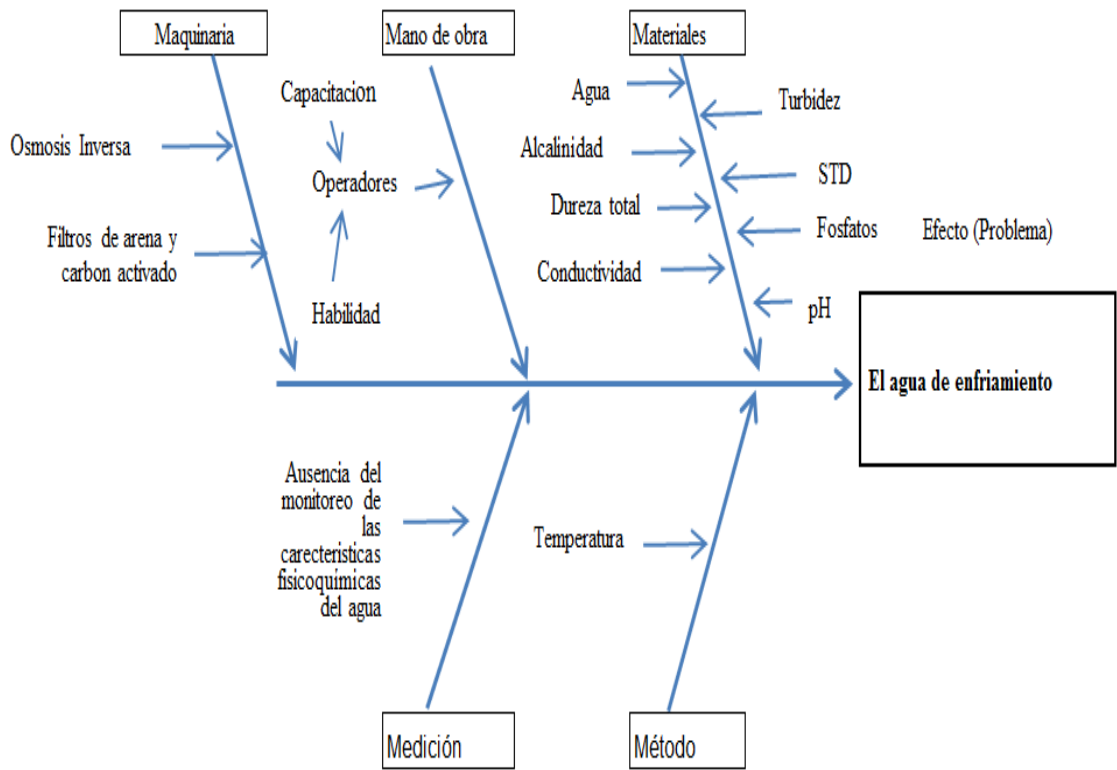 Maquinaria
Mano de obra
Materiales
Capacitacion
Agua
Turbidez
Osmosis Inversa
Alcalinidad
Operadores
STD
Dureza total
Filtros de arena y
carbon activado
Fosfatos
Efecto (Problema)
Conductividad
Habilidad
pH
El agua de enfriamiento
Ausencia del
monitoreo de
las
carecteristicas
fisicoquímicas
del agua
Temperatura
Medición
Método